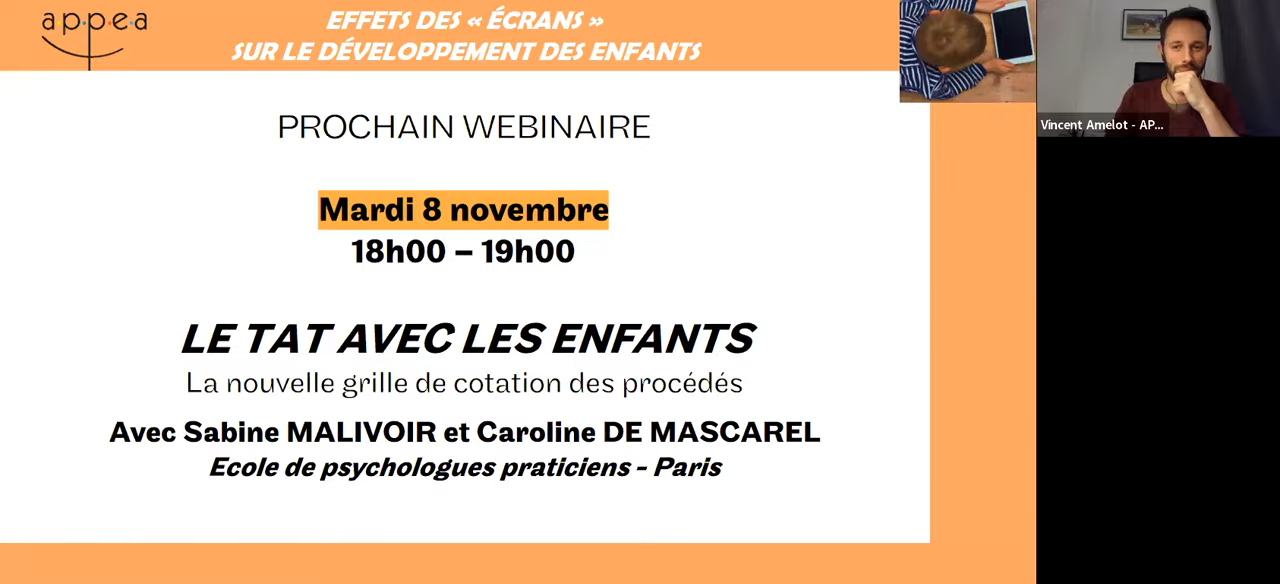 a·p·p·e·a
EFFETS DES « ÉCRANS »
SUR LE DÉVELOPPEMENT DES ENFANTS
PROCHAIN WEBINAIRE
Mardi 8 novembre
18h00 – 19h00
LE TAT AVEC LES ENFANTS
La nouvelle grille de cotation des procédés
Avec Sabine MALIVOIR et Caroline DE MASCAREL
Ecole de psychologues praticiens - Paris
Vincent Amelot - AP...